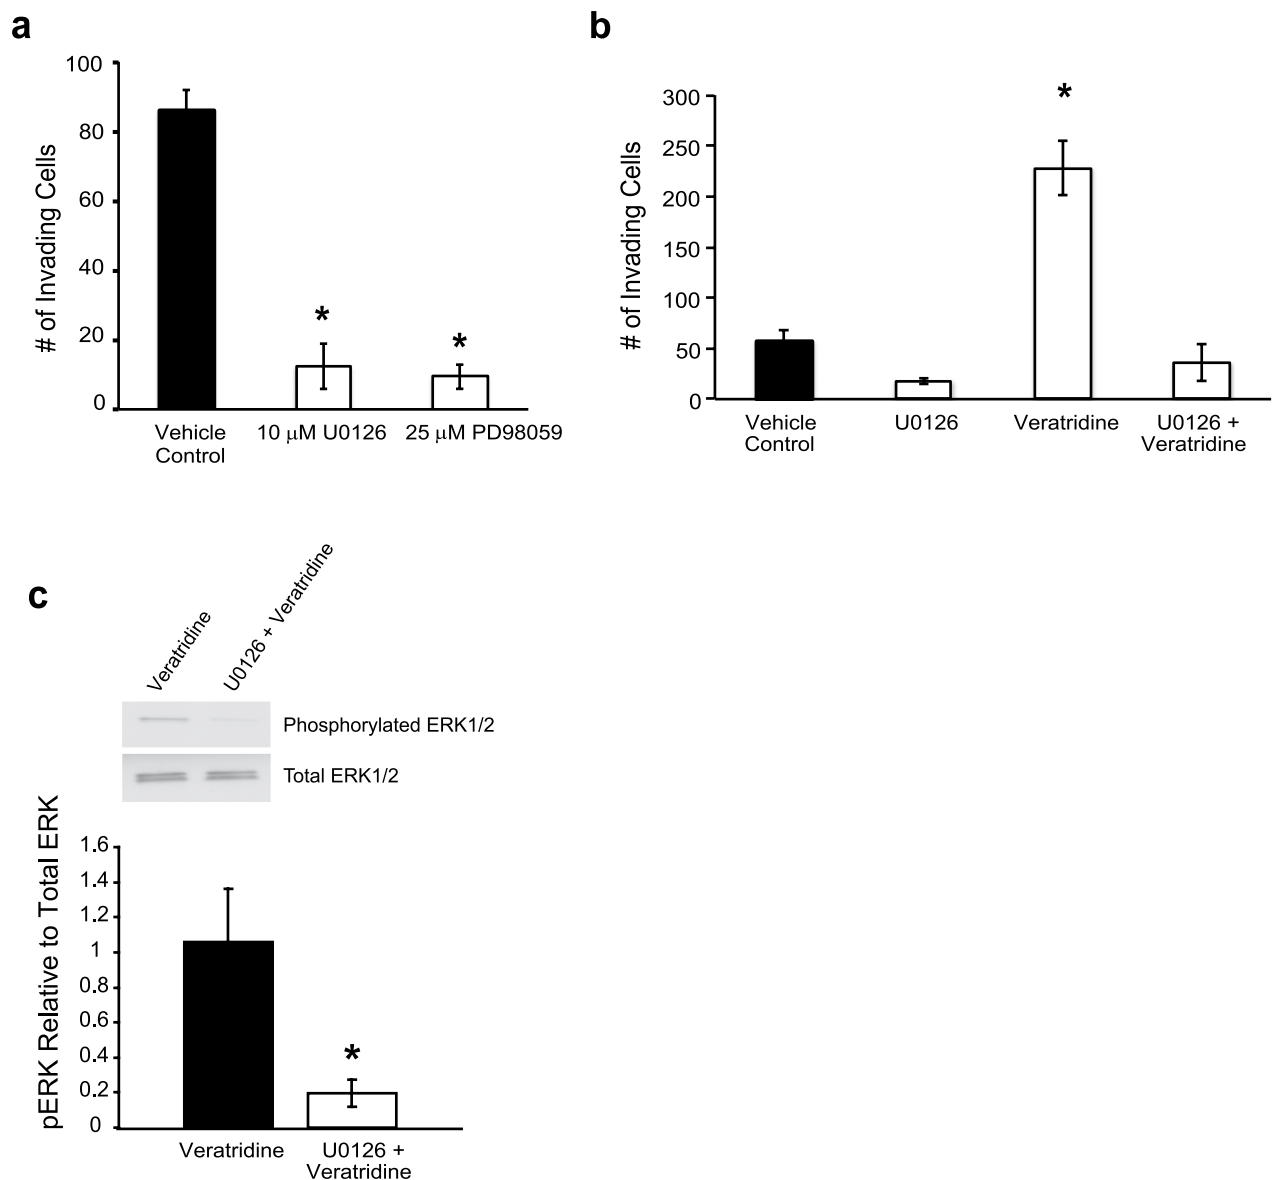 a
# of Invading Cells
100
80
60
40
20
0
*
*
Vehicle
Control
10 μM U0126
25 μM PD98059
b
# of Invading Cells
300
250
200
150
100
50
0
*
Vehicle
Control
U0126
Veratridine
U0126 +
Veratridine
c
Veratridine
U0126 + Veratridine
Phosphorylated ERK1/2
Total ERK1/2
pERK Relative to Total ERK
1.6
1.4
1.2
1
0.8
0.6
0.4
0.2
0
*
Veratridine
U0126 +
Veratridine